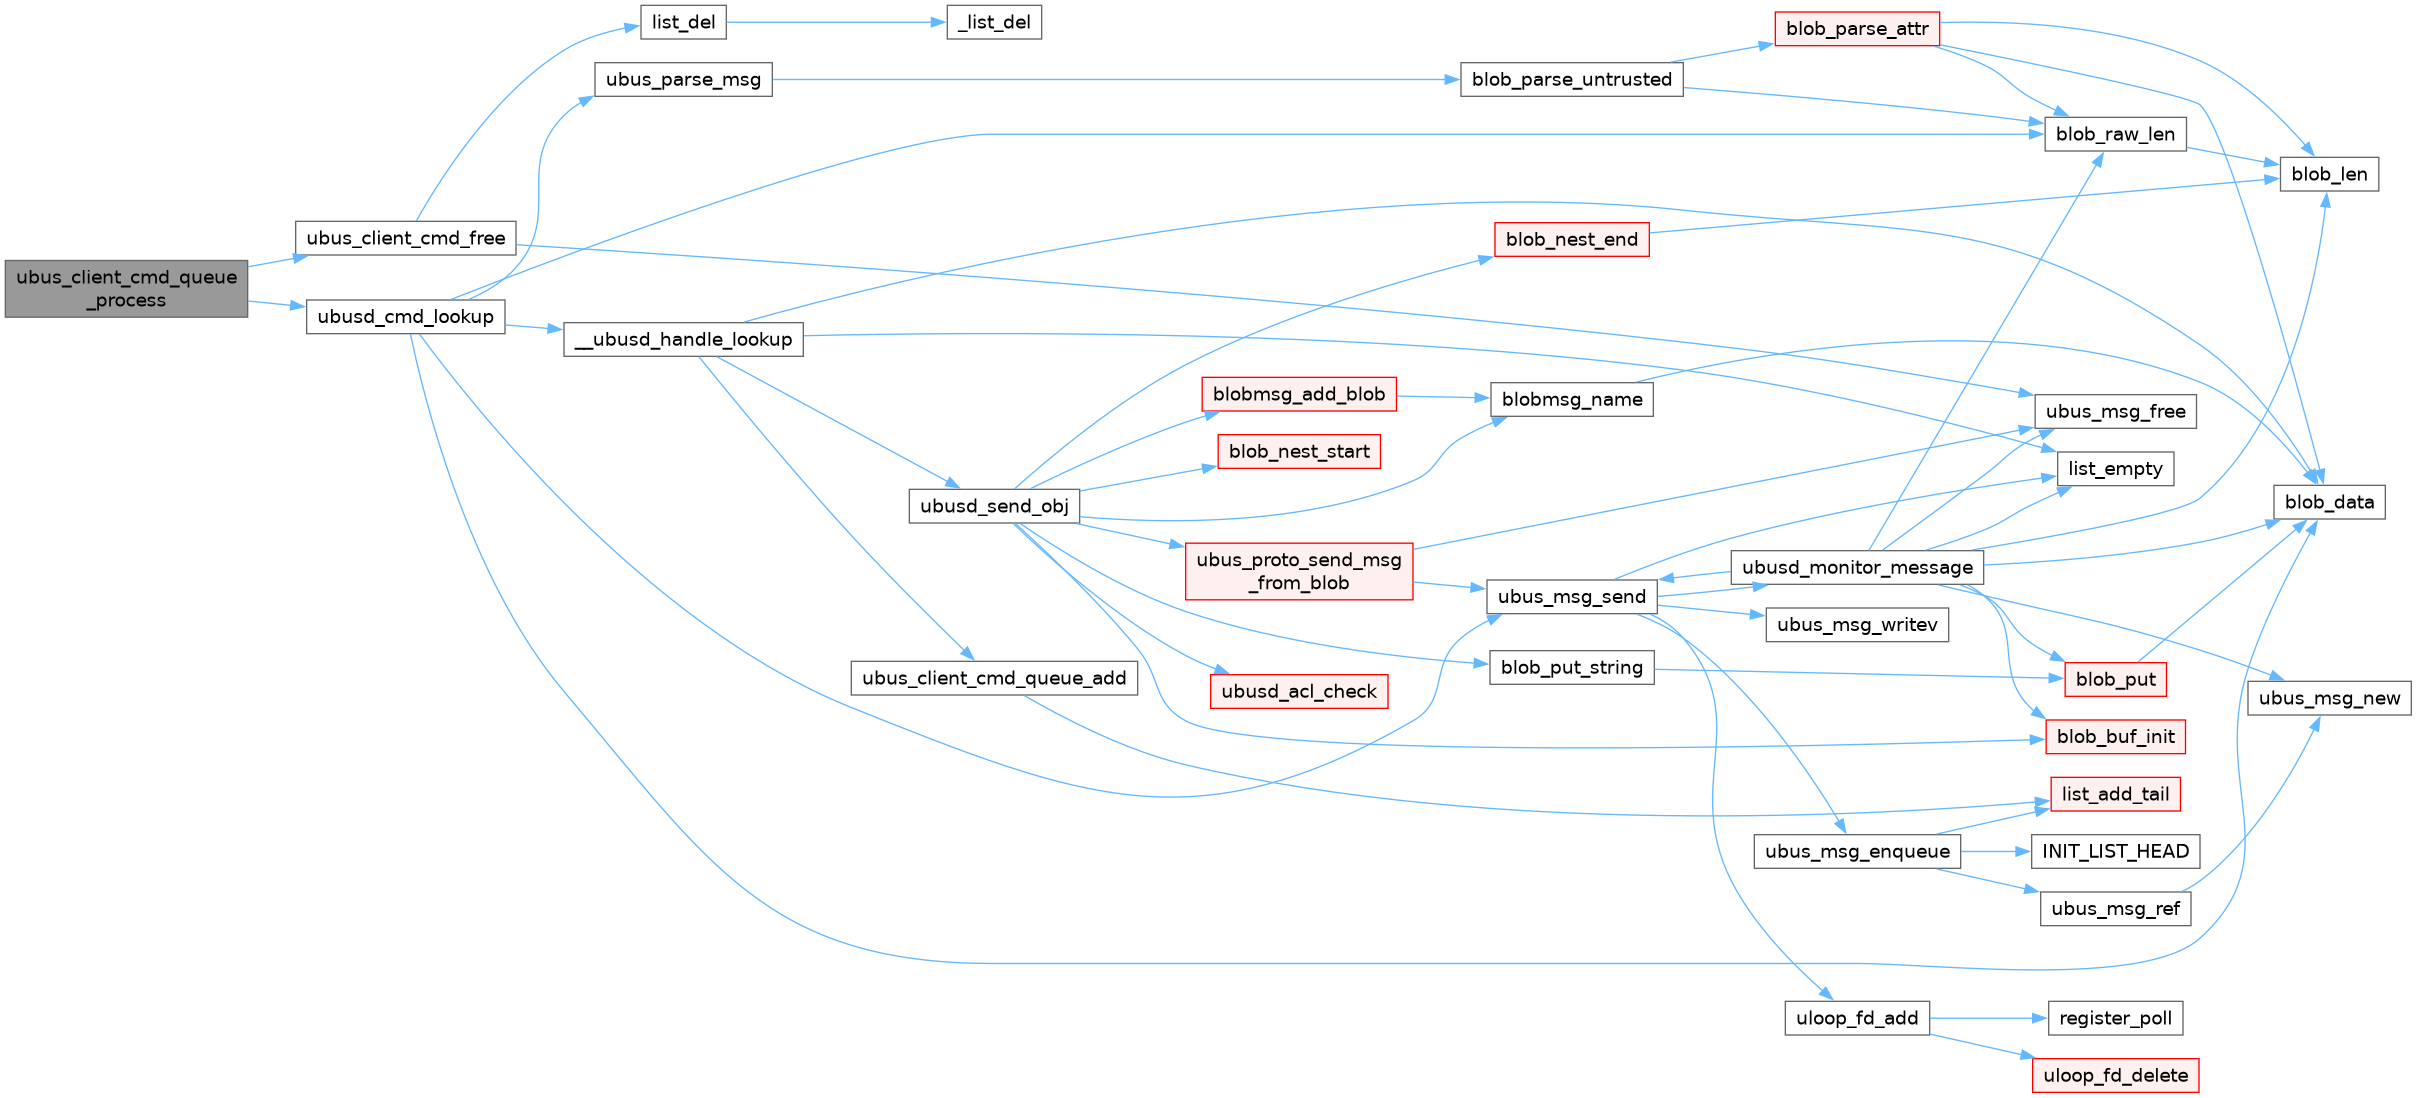 list_del
_list_del
blob_parse_attr
ubus_parse_msg
blob_parse_untrusted
blob_raw_len
blob_len
ubus_client_cmd_free
blob_nest_end
ubus_client_cmd_queue
_process
ubusd_cmd_lookup
__ubusd_handle_lookup
blobmsg_add_blob
blobmsg_name
ubus_msg_free
blob_nest_start
list_empty
ubusd_send_obj
blob_data
ubus_proto_send_msg
_from_blob
ubusd_monitor_message
ubus_msg_send
ubus_msg_writev
blob_put_string
ubus_client_cmd_queue_add
blob_put
ubusd_acl_check
ubus_msg_new
blob_buf_init
list_add_tail
ubus_msg_enqueue
INIT_LIST_HEAD
ubus_msg_ref
uloop_fd_add
register_poll
uloop_fd_delete